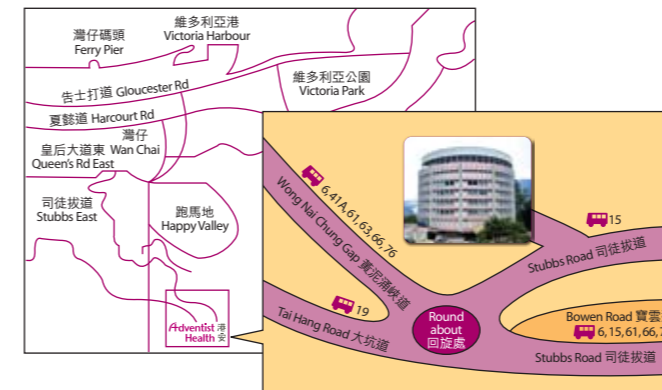 灣仔碼頭
Ferry Pier
維多利亞港
Victoria Harbour
告士打道 Gloucester Rd
維多利亞公園
Victoria Park
夏慤道 Harcourt Rd
灣仔
Wan Chai
皇后大道東
Queen's Rd East
司徒拔道
Stubbs East
跑馬地
Happy Valley
Adventist
Health
港安
6,41A,61,63,66,76
Wong Nai Chung Gap 黃泥涌峽道
15
Stubbs Road 司徒拔道
19
Tai Hang Road 大坑道
Round
about
回旋處
Bowen Road 寶雲
6,15,61,66,7
Stubbs Road 司徒拔道